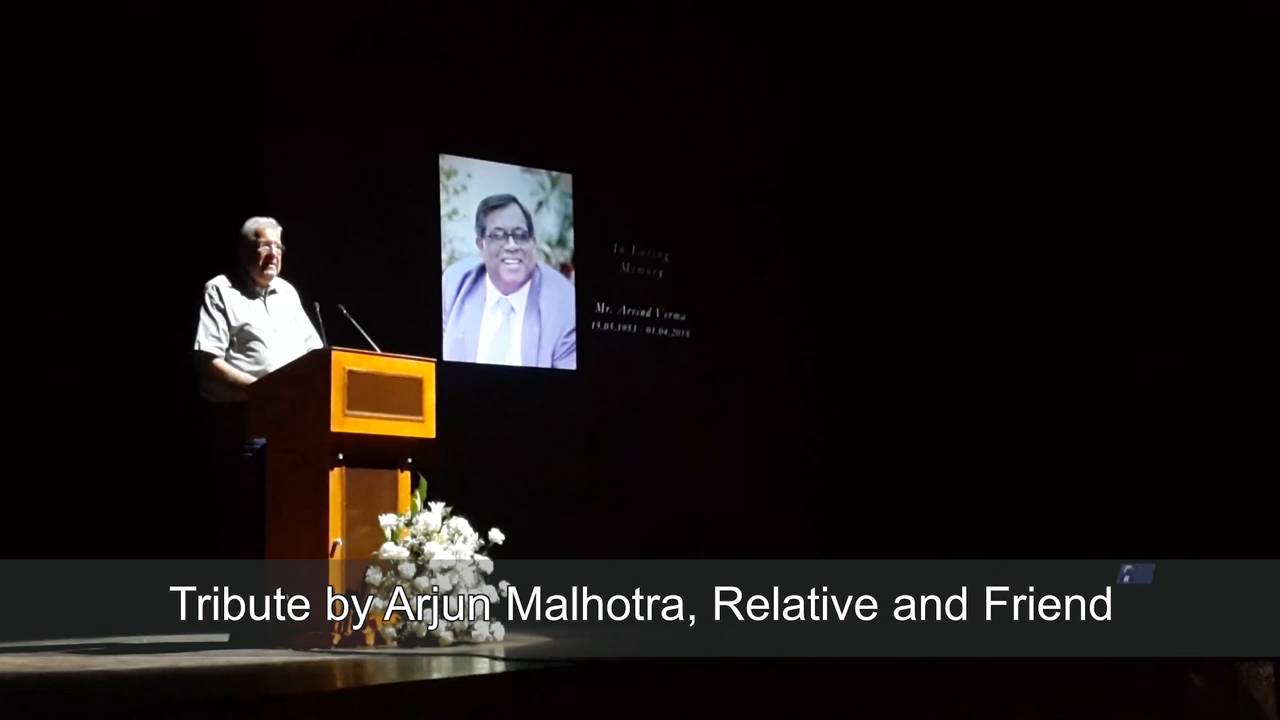 In Loving
Memory
Mr. Arvind Verma
Tribute by Arjun Malhotra, Relative and Friend